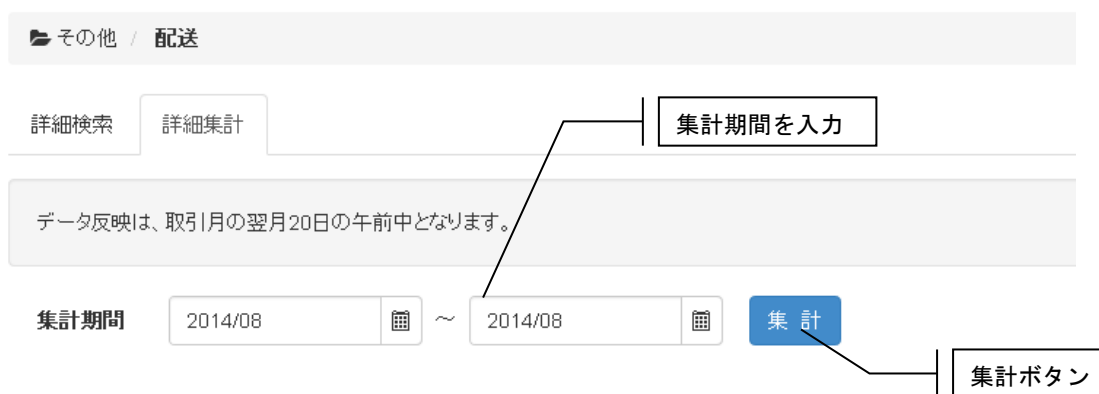 その他 / 配送
詳細検索 詳細集計
集計期間を入力
データ反映は、取引月の翌月20日の午前中となります。
集計期間 2014/08 ～ 2014/08 集 計
集計ボタン